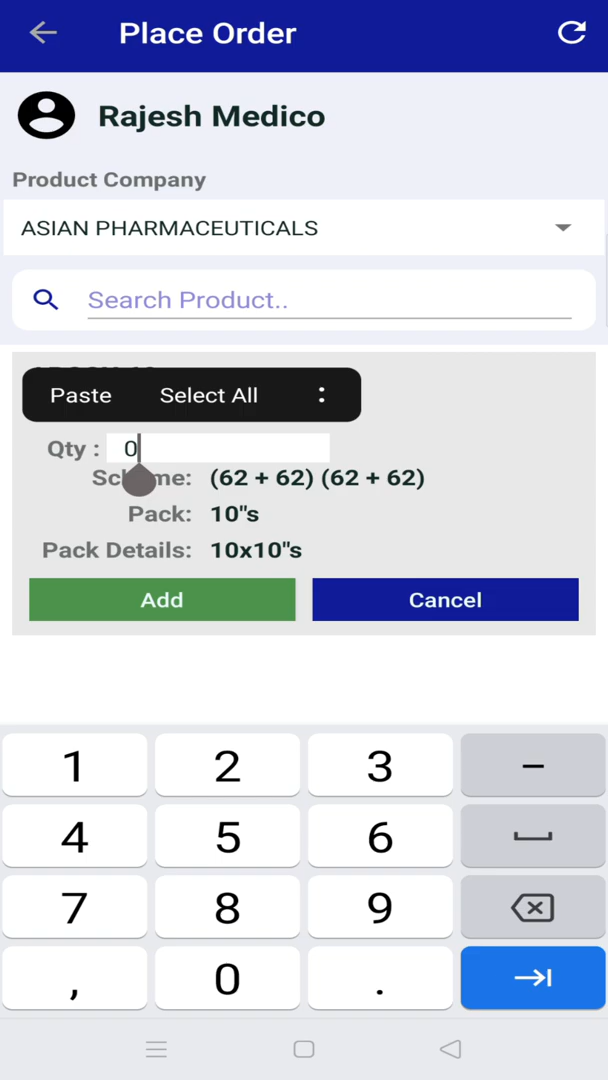 Place Order
Rajesh Medico
Product Company
ASIAN PHARMACEUTICALS
Search Product..
Paste Select All
Qty : 0
(62 + 62) (62 + 62)
Pack: 10"s
Pack Details: 10x10"s
Add Cancel
1 2 3 –
4 5 6
7 8 9
, 0 .